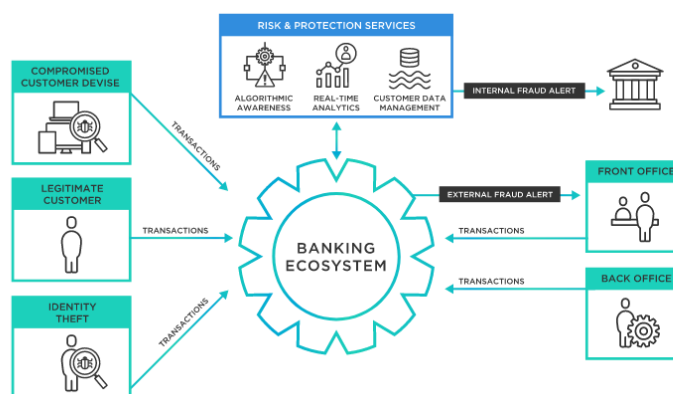 RISK & PROTECTION SERVICES
ALGORITHMIC
AWARENESS
REAL-TIME
ANALYTICS
CUSTOMER DATA
MANAGEMENT
INTERNAL FRAUD ALERT
COMPROMISED
CUSTOMER DEVISE
TRANSACTIONS
LEGITIMATE
CUSTOMER
TRANSACTIONS
IDENTITY
THEFT
TRANSACTIONS
BANKING
ECOSYSTEM
EXTERNAL FRAUD ALERT
FRONT OFFICE
TRANSACTIONS
TRANSACTIONS
BACK OFFICE